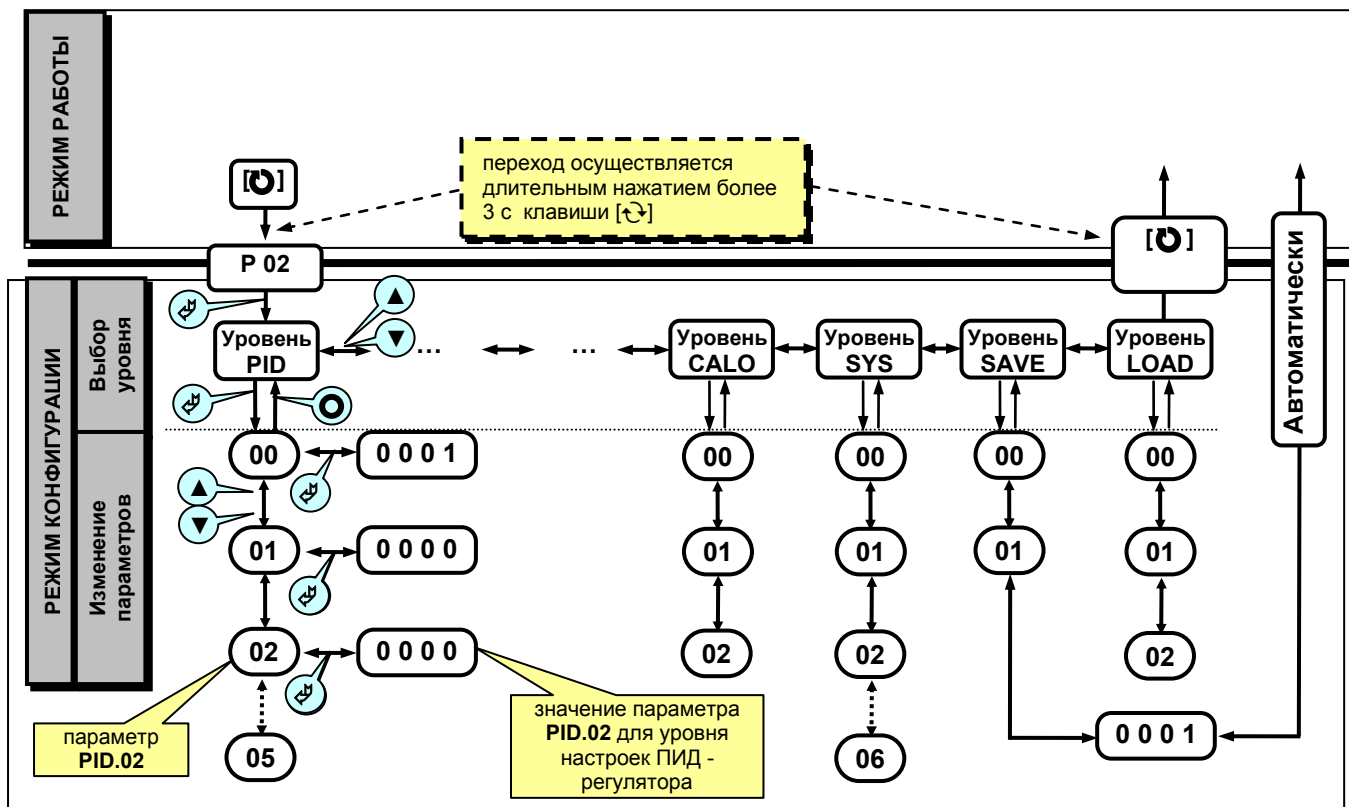 РЕЖИМ РАБОТЫ
переход осуществляется
длительным нажатием более
3 с клавиши [ ]
[ ]
[ ]
P 02
Автоматически
РЕЖИМ КОНФИГУРАЦИИ
Выбор
уровня
Уровень
PID
▲
▼
...
...
Уровень
CALO
Уровень
SYS
Уровень
SAVE
Уровень
LOAD
Изменение
параметров
00
0 0 0 1
00
00
00
00
▲
▼
01
0 0 0 0
01
01
01
01
02
0 0 0 0
02
02
02
параметр
PID.02
05
значение параметра
PID.02 для уровня
настроек ПИД -
регулятора
06
0 0 0 1